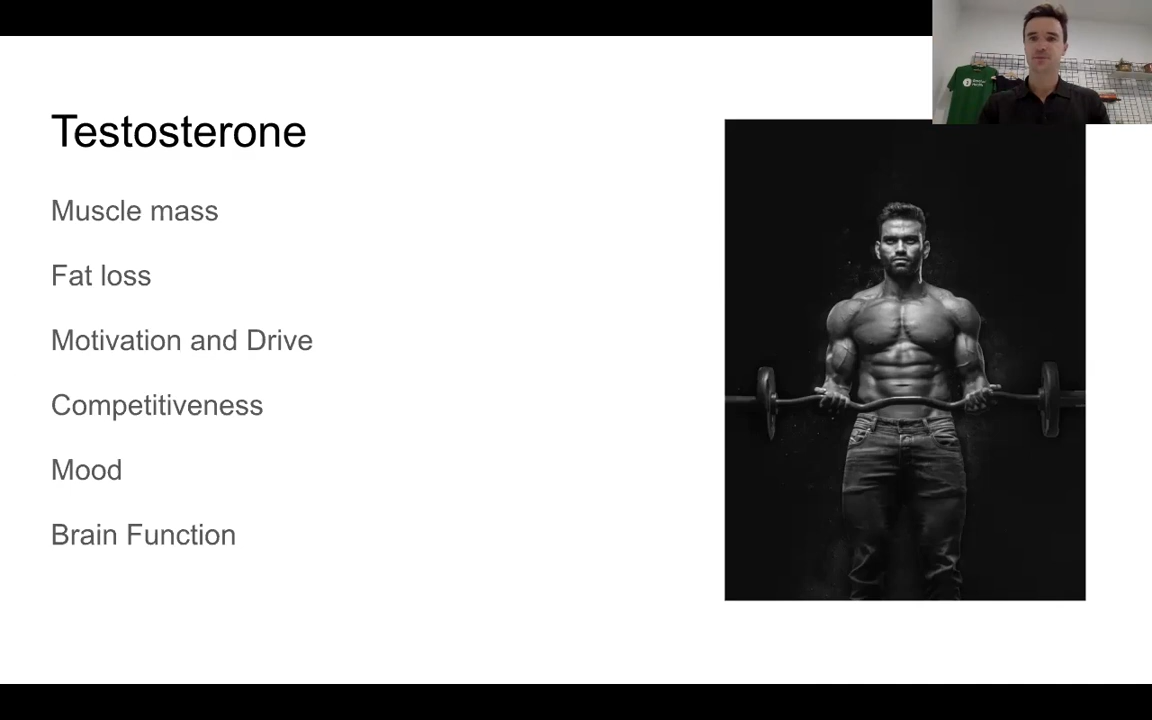 Testosterone
Muscle mass
Fat loss
Motivation and Drive
Competitiveness
Mood
Brain Function